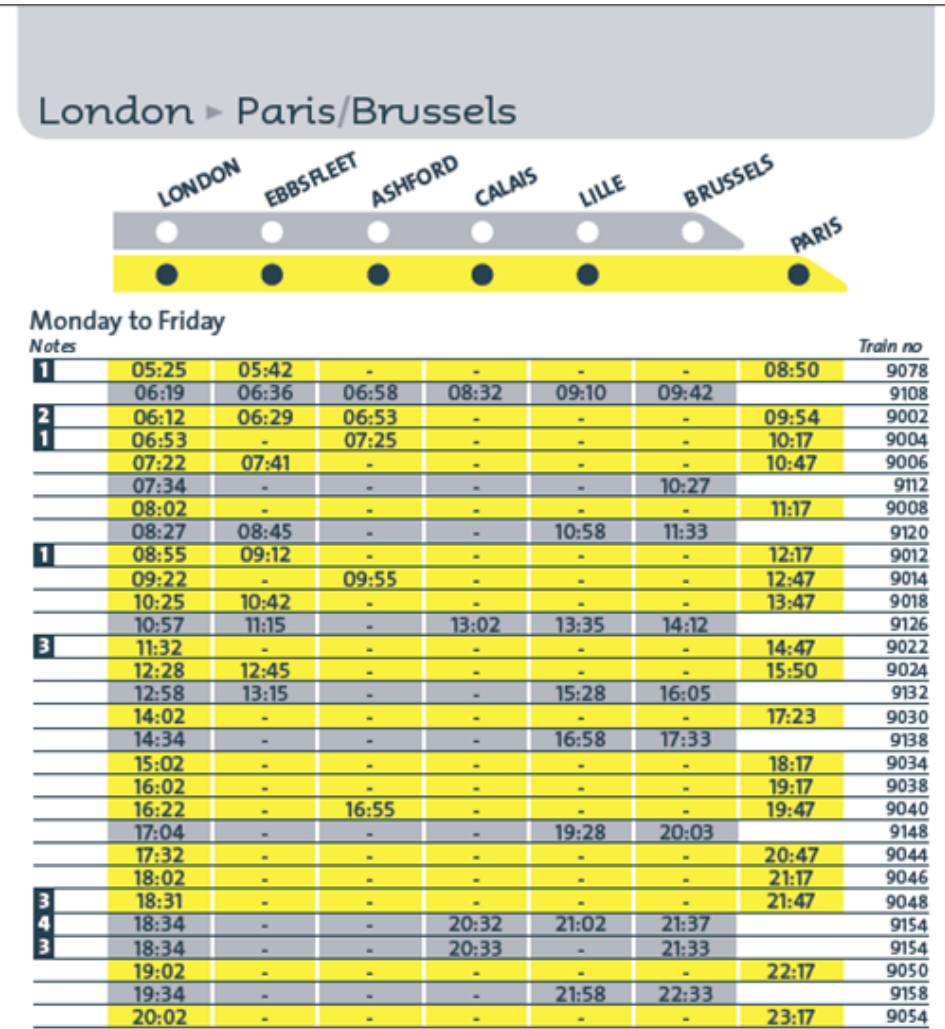 London ► Paris/Brussels
LONDON EBBSFLEET ASHFORD CALAIS LILLE BRUSSELS PARIS
Monday to Friday
Notes Train no
1 05:25 05:42 - - - - 08:50 9078
06:19 06:36 06:58 08:32 09:10 09:42 9108
2 06:12 06:29 06:53 - - - 09:54 9002
1 06:53 - 07:25 - - - 10:17 9004
07:22 07:41 - - - - 10:47 9006
07:34 - - - - 10:27 9112
08:02 - - - - - 11:17 9008
08:27 08:45 - - 10:58 11:33 9120
1 08:55 09:12 - - - - 12:17 9012
09:22 - 09:55 - - - 12:47 9014
10:25 10:42 - - - - 13:47 9018
10:57 11:15 - 13:02 13:35 14:12 9126
3 11:32 - - - - - 14:47 9022
12:28 12:45 - - - - 15:50 9024
12:58 13:15 - - 15:28 16:05 9132
14:02 - - - - - 17:23 9030
14:34 - - - 16:58 17:33 9138
15:02 - - - - - 18:17 9034
16:02 - - - - - 19:17 9038
16:22 - 16:55 - - - 19:47 9040
17:04 - - - 19:28 20:03 9148
17:32 - - - - - 20:47 9044
18:02 - - - - - 21:17 9046
3 18:31 - - - - - 21:47 9048
4 18:34 - - 20:32 21:02 21:37 9154
3 18:34 - - 20:33 - 21:33 9154
19:02 - - - - - 22:17 9050
19:34 - - - 21:58 22:33 9158
20:02 - - - - - 23:17 9054